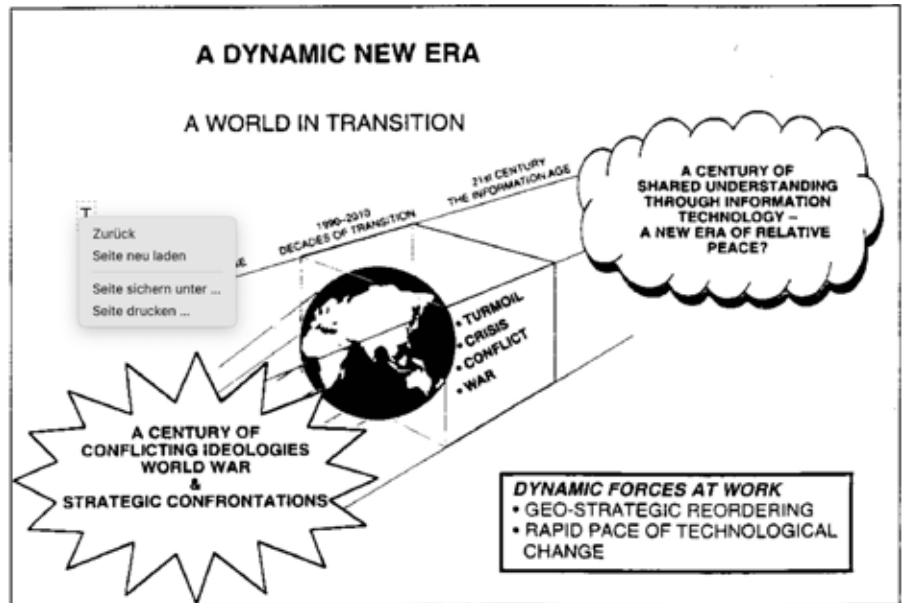 A DYNAMIC NEW ERA
A WORLD IN TRANSITION
T
Zurück
Seite neu laden
Seite sichern unter ...
Seite drucken ...
1990–2010
DECADES OF TRANSITION
21st CENTURY
THE INFORMATION AGE
A CENTURY OF
SHARED UNDERSTANDING
THROUGH INFORMATION
TECHNOLOGY –
A NEW ERA OF RELATIVE
PEACE?
• TURMOIL
• CRISIS
• CONFLICT
• WAR
A CENTURY OF
CONFLICTING IDEOLOGIES
WORLD WAR
&
STRATEGIC CONFRONTATIONS
DYNAMIC FORCES AT WORK
• GEO-STRATEGIC REORDERING
• RAPID PACE OF TECHNOLOGICAL
CHANGE